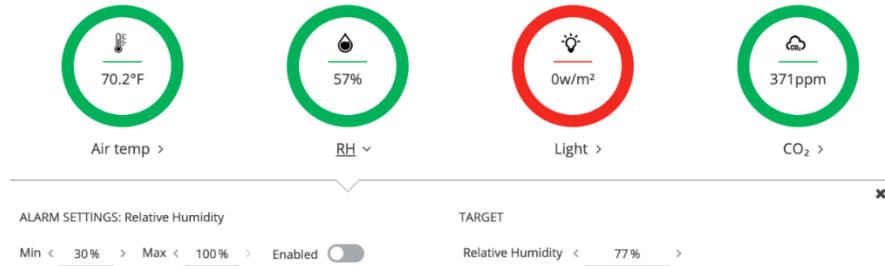 70.2°F 57% 0w/m² 371ppm
Air temp > RH Light > CO₂ >
ALARM SETTINGS: Relative Humidity TARGET
Min < 30% > Max < 100% > Enabled Relative Humidity < 77% >